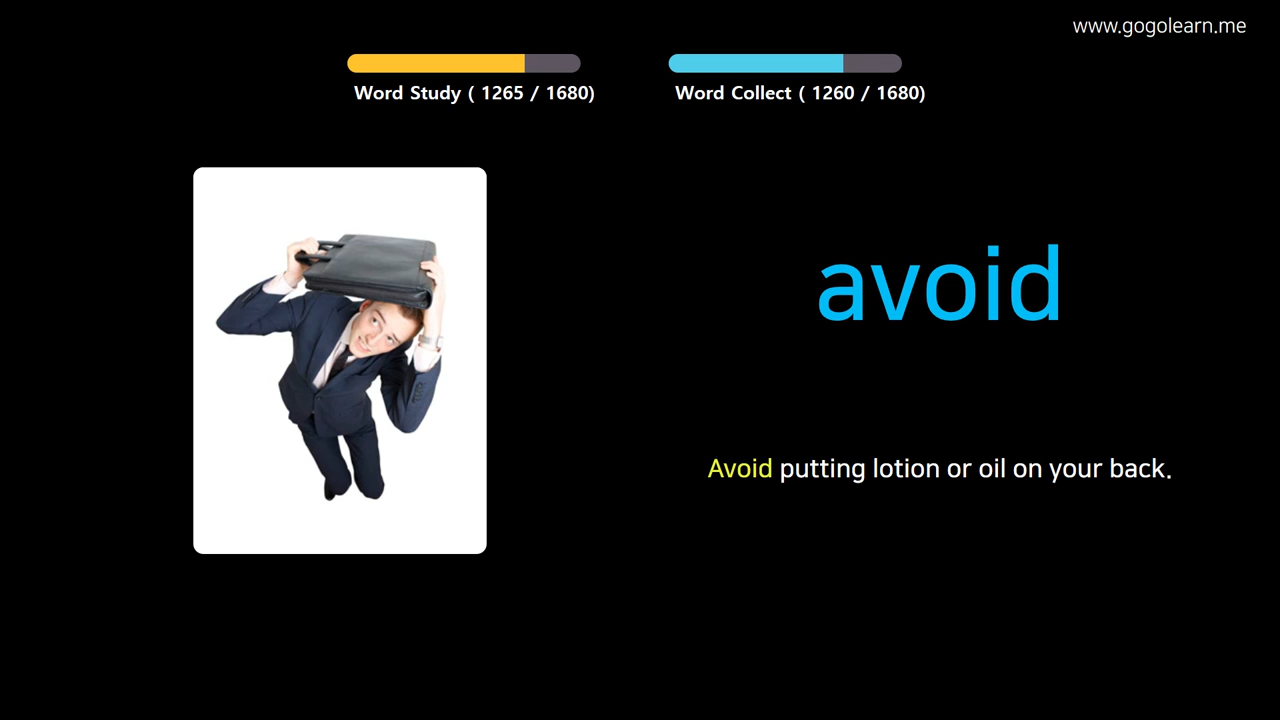 www.gogolearn.me
Word Study ( 1265 / 1680)
Word Collect ( 1260 / 1680)
avoid
Avoid putting lotion or oil on your back.